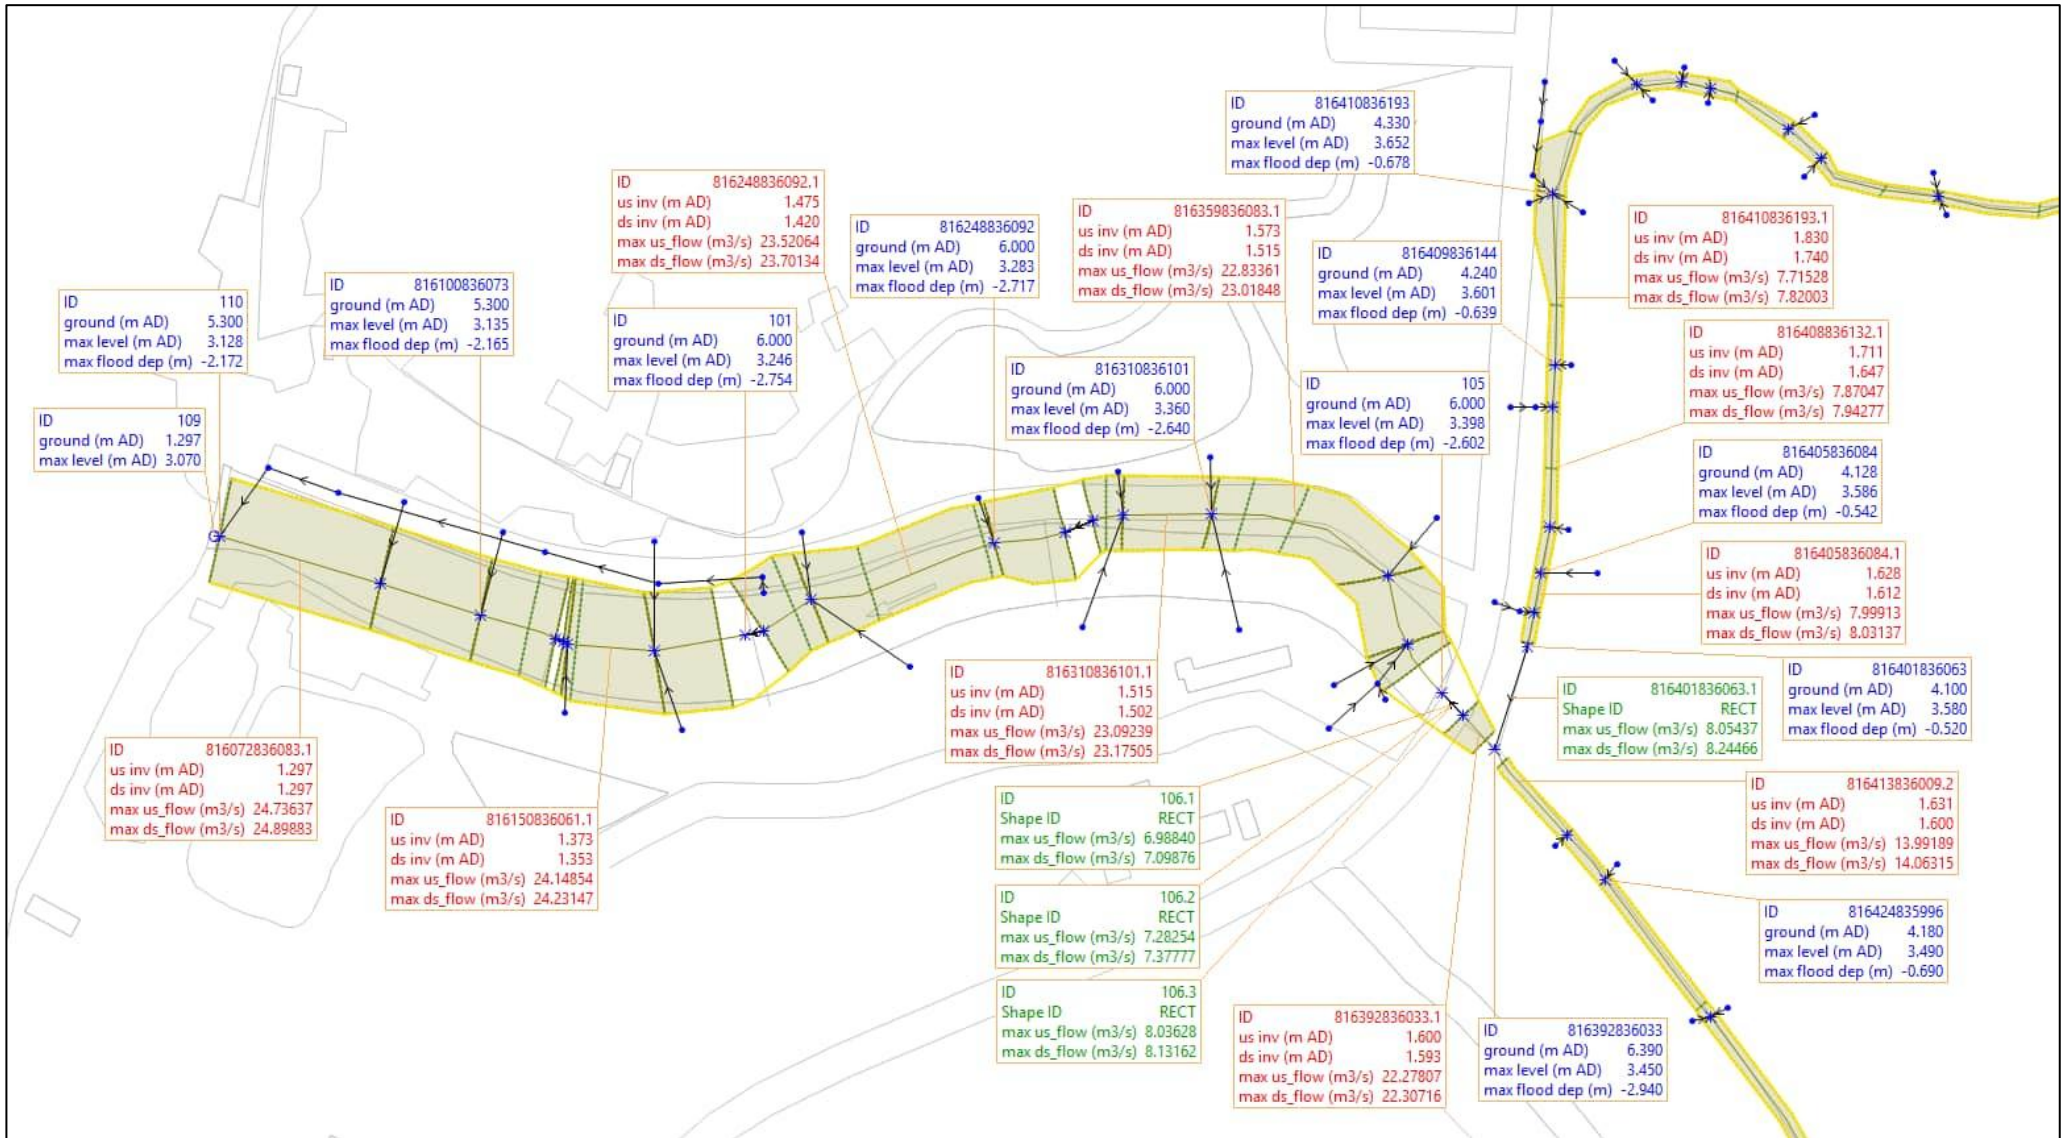 ID 816410836193
ground (m AD) 4.330
max level (m AD) 3.652
max flood dep (m) -0.678
ID 816248836092.1
us inv (m AD) 1.475
ds inv (m AD) 1.420
max us_flow (m3/s) 23.52064
max ds_flow (m3/s) 23.70134
ID 816248836092
ground (m AD) 6.000
max level (m AD) 3.283
max flood dep (m) -2.717
ID 816359836083.1
us inv (m AD) 1.573
ds inv (m AD) 1.515
max us_flow (m3/s) 22.83361
max ds_flow (m3/s) 23.01848
ID 816410836193.1
us inv (m AD) 1.830
ds inv (m AD) 1.740
max us_flow (m3/s) 7.71528
max ds_flow (m3/s) 7.82003
ID 816409836144
ground (m AD) 4.240
max level (m AD) 3.601
max flood dep (m) -0.639
ID 110
ground (m AD) 5.300
max level (m AD) 3.128
max flood dep (m) -2.172
ID 816100836073
ground (m AD) 5.300
max level (m AD) 3.135
max flood dep (m) -2.165
ID 101
ground (m AD) 6.000
max level (m AD) 3.246
max flood dep (m) -2.754
ID 816408836132.1
us inv (m AD) 1.711
ds inv (m AD) 1.647
max us_flow (m3/s) 7.87047
max ds_flow (m3/s) 7.94277
ID 816310836101
ground (m AD) 6.000
max level (m AD) 3.360
max flood dep (m) -2.640
ID 105
ground (m AD) 6.000
max level (m AD) 3.398
max flood dep (m) -2.602
ID 109
ground (m AD) 1.297
max level (m AD) 3.070
ID 816405836084
ground (m AD) 4.128
max level (m AD) 3.586
max flood dep (m) -0.542
ID 816405836084.1
us inv (m AD) 1.628
ds inv (m AD) 1.612
max us_flow (m3/s) 7.99913
max ds_flow (m3/s) 8.03137
ID 816310836101.1
us inv (m AD) 1.515
ds inv (m AD) 1.502
max us_flow (m3/s) 23.09239
max ds_flow (m3/s) 23.17505
ID 816401836063.1
Shape ID RECT
max us_flow (m3/s) 8.05437
max ds_flow (m3/s) 8.24466
ID 816401836063
ground (m AD) 4.100
max level (m AD) 3.580
max flood dep (m) -0.520
ID 816072836083.1
us inv (m AD) 1.297
ds inv (m AD) 1.297
max us_flow (m3/s) 24.73637
max ds_flow (m3/s) 24.89883
ID 816150836061.1
us inv (m AD) 1.373
ds inv (m AD) 1.353
max us_flow (m3/s) 24.14854
max ds_flow (m3/s) 24.23147
ID 106.1
Shape ID RECT
max us_flow (m3/s) 6.98840
max ds_flow (m3/s) 7.09876
ID 816413836009.2
us inv (m AD) 1.631
ds inv (m AD) 1.600
max us_flow (m3/s) 13.99189
max ds_flow (m3/s) 14.06315
ID 106.2
Shape ID RECT
max us_flow (m3/s) 7.28254
max ds_flow (m3/s) 7.37777
ID 816424835996
ground (m AD) 4.180
max level (m AD) 3.490
max flood dep (m) -0.690
ID 106.3
Shape ID RECT
max us_flow (m3/s) 8.03628
max ds_flow (m3/s) 8.13162
ID 816392836033.1
us inv (m AD) 1.600
ds inv (m AD) 1.593
max us_flow (m3/s) 22.27807
max ds_flow (m3/s) 22.30716
ID 816392836033
ground (m AD) 6.390
max level (m AD) 3.450
max flood dep (m) -2.940